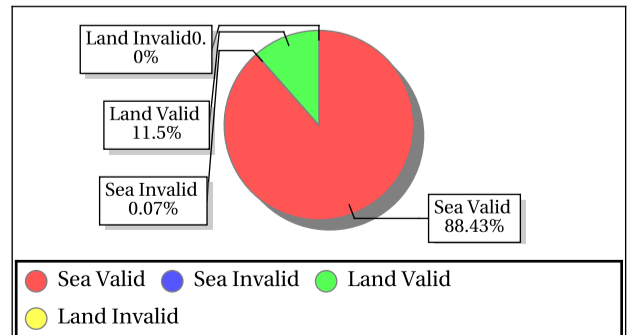 Land Invalid0.
0%
Land Valid
11.5%
Sea Invalid
0.07%
Sea Valid
88.43%
Sea Valid Sea Invalid Land Valid
Land Invalid